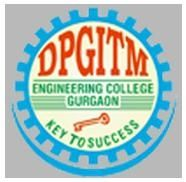 DPGITM
ENGINEERING COLLEGE
GURGAON
KEY TO SUCCESS